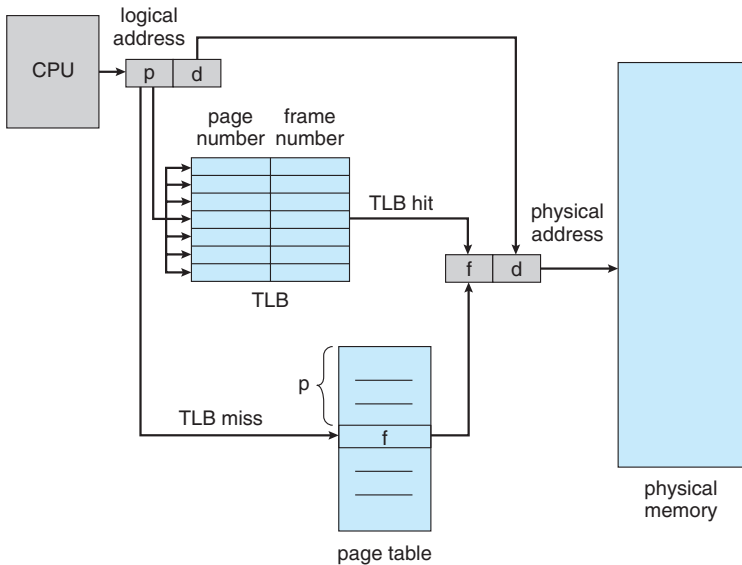 logical
address
CPU
p d
page
number
frame
number
TLB hit
physical
address
f d
TLB
p
TLB miss
f
page table
physical
memory